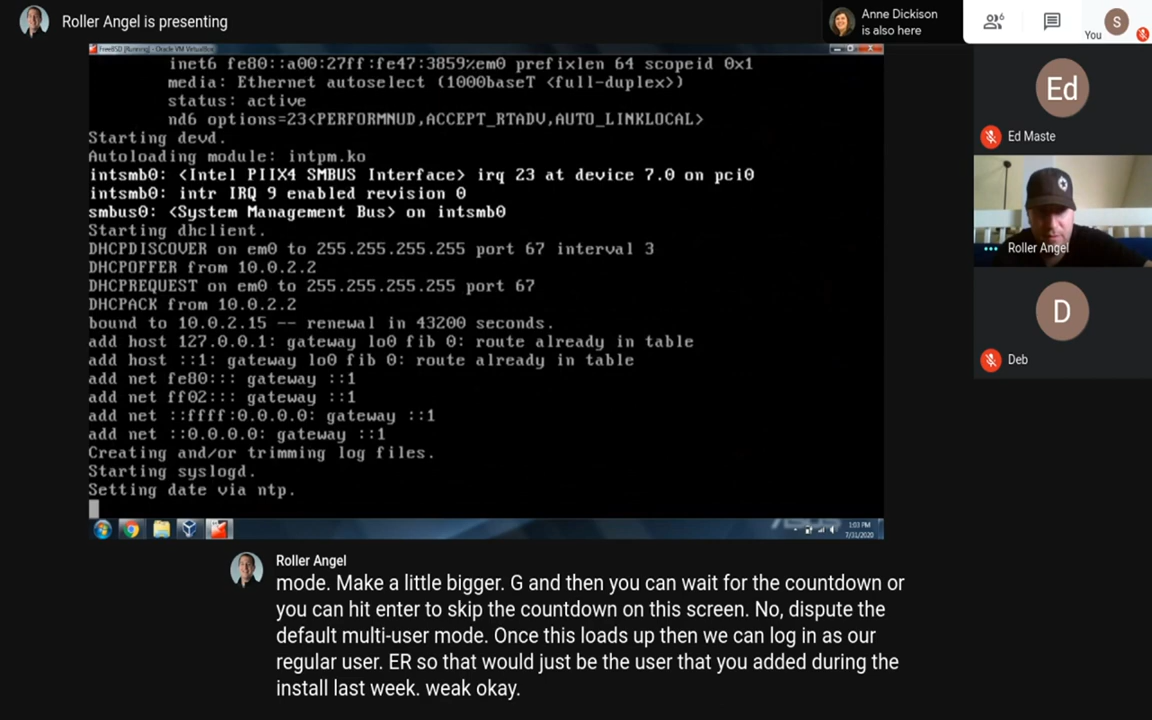 Roller Angel is presenting
Anne Dickison
is also here
6
S
You
FreeBSD [Running] - Oracle VM VirtualBox
inet6 fe80::a00:27ff:fe47:3859%em0 prefixlen 64 scopeid 0x1
media: Ethernet autoselect (1000baseT <full-duplex>)
status: active
nd6 options=23<PERFORMNUD,ACCEPT_RTADV,AUTO_LINKLOCAL>
Starting devd.
Autoloading module: intpm.ko
intsmb0: <Intel PIIX4 SMBUS Interface> irq 23 at device 7.0 on pci0
intsmb0: intr IRQ 9 enabled revision 0
smbus0: <System Management Bus> on intsmb0
Starting dhclient.
DHCPDISCOVER on em0 to 255.255.255.255 port 67 interval 3
DHCPOFFER from 10.0.2.2
DHCPREQUEST on em0 to 255.255.255.255 port 67
DHCPACK from 10.0.2.2
bound to 10.0.2.15 -- renewal in 43200 seconds.
add host 127.0.0.1: gateway lo0 fib 0: route already in table
add host ::1: gateway lo0 fib 0: route already in table
add net fe80::: gateway ::1
add net ff02::: gateway ::1
add net ::ffff:0.0.0.0: gateway ::1
add net ::0.0.0.0: gateway ::1
Creating and/or trimming log files.
Starting syslogd.
Setting date via ntp.
1:03 PM
7/31/2020
Ed
Ed Maste
Roller Angel
D
Deb
Roller Angel
mode. Make a little bigger. G and then you can wait for the countdown or
you can hit enter to skip the countdown on this screen. No, dispute the
default multi-user mode. Once this loads up then we can log in as our
regular user. ER so that would just be the user that you added during the
install last week. weak okay.